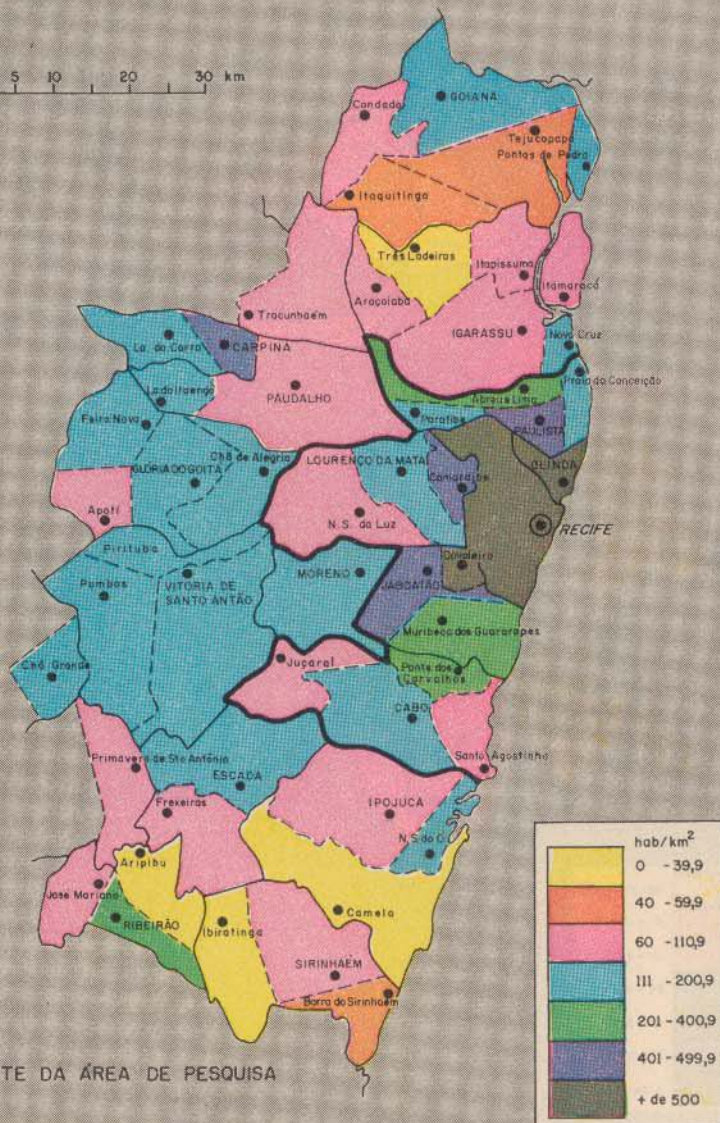 5 10 20 30 km
GOIANA
Condado
Tejucopapo
Pontas de Pedra
Itaquitinga
Três Ladeiras
Itapissuma
Araçoiaba
Itamaracá
Tracunhaém
IGARASSU
Nova Cruz
La. do Carro
CARPINA
Praia da Conceição
PAUDALHO
Abreu e Lima
La. do Itaenga
Paratibe
PAULISTA
Feira Nova
Chã de Alegria
LOURENÇO DA MATA
OLINDA
GLORIA DO GOITÁ
Camaragibe
Apoti
N.S. da Luz
RECIFE
Pirituba
Cavaleiro
MORENO
JABOATÃO
Pombos
VITORIA DE
SANTO ANTÃO
Muribeca dos Guararapes
Juçaral
Ponte dos
Carvalhos
Chã Grande
CABO
Primavera de Sto Antônio
Santo Agostinho
ESCADA
Frexeiras
IPOJUCA
N.S. do Ó
Aripibu
José Mariano
RIBEIRÃO
Ibiratinga
Camela
SIRINHAÉM
Barra do Sirinhaém
hab/km²
0 - 39,9
40 - 59,9
60 - 110,9
111 - 200,9
201 - 400,9
401 - 499,9
+ de 500
TE DA ÁREA DE PESQUISA